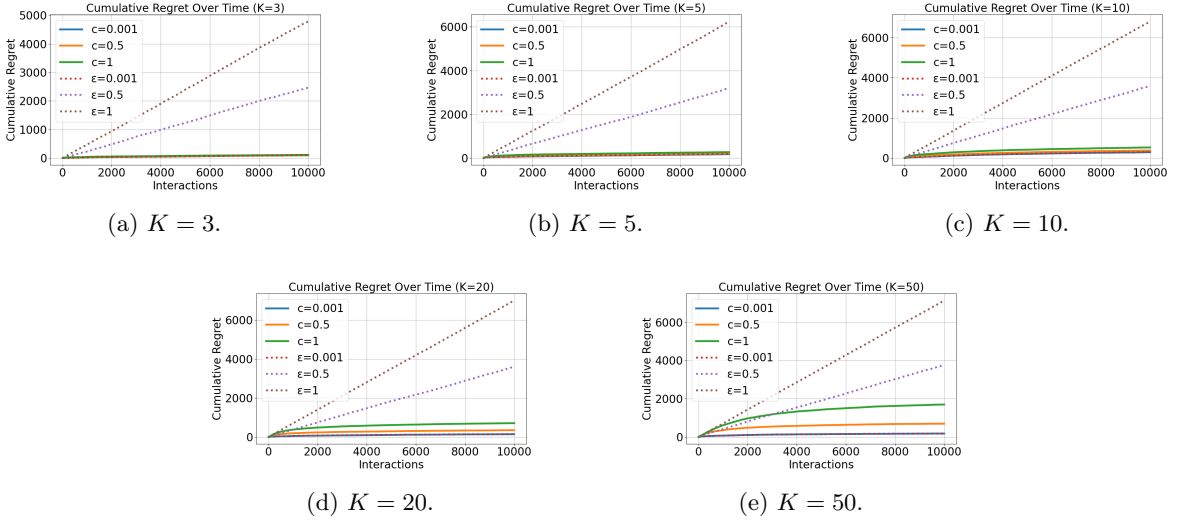 Cumulative Regret Over Time (K=3)
Cumulative Regret
5000
4000
3000
2000
1000
0
c=0.001
c=0.5
c=1
ε=0.001
ε=0.5
ε=1
0 2000 4000 6000 8000 10000
Interactions
(a) K = 3.
Cumulative Regret Over Time (K=5)
Cumulative Regret
6000
4000
2000
0
c=0.001
c=0.5
c=1
ε=0.001
ε=0.5
ε=1
0 2000 4000 6000 8000 10000
Interactions
(b) K = 5.
Cumulative Regret Over Time (K=10)
Cumulative Regret
6000
4000
2000
0
c=0.001
c=0.5
c=1
ε=0.001
ε=0.5
ε=1
0 2000 4000 6000 8000 10000
Interactions
(c) K = 10.
Cumulative Regret Over Time (K=20)
Cumulative Regret
6000
4000
2000
0
c=0.001
c=0.5
c=1
ε=0.001
ε=0.5
ε=1
0 2000 4000 6000 8000 10000
Interactions
(d) K = 20.
Cumulative Regret Over Time (K=50)
Cumulative Regret
6000
4000
2000
0
c=0.001
c=0.5
c=1
ε=0.001
ε=0.5
ε=1
0 2000 4000 6000 8000 10000
Interactions
(e) K = 50.